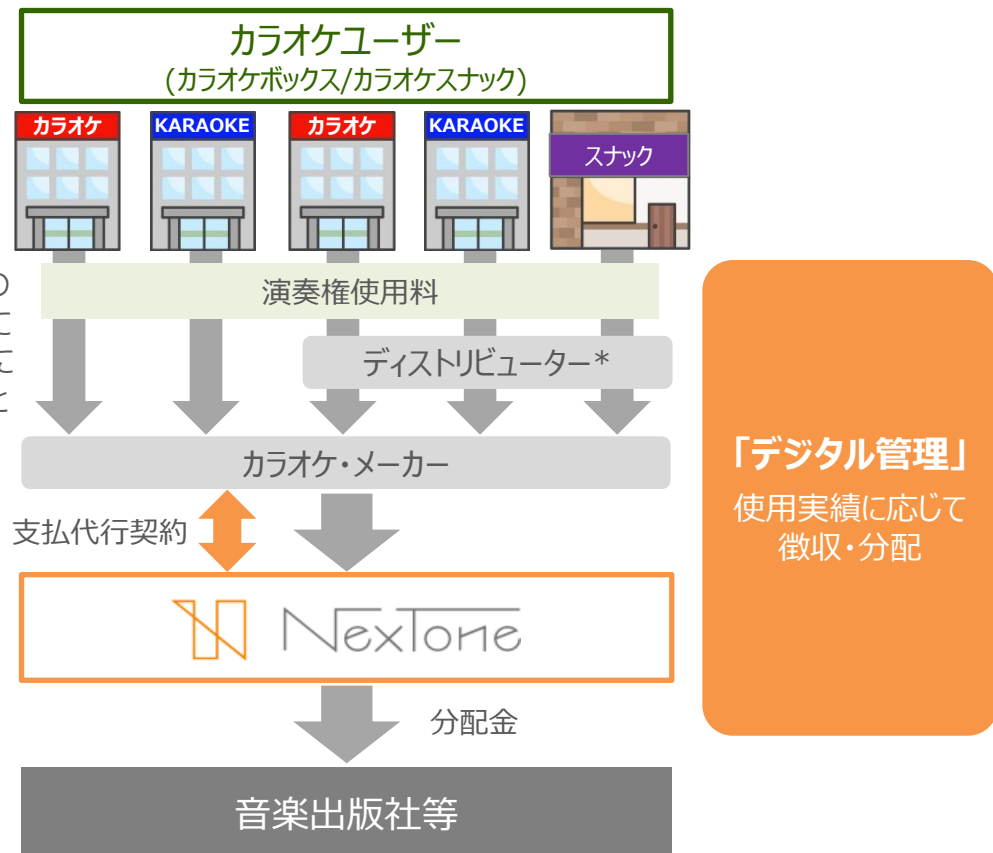 カラオケユーザー
(カラオケボックス/カラオケスナック)
カラオケ
KARAOKE
カラオケ
KARAOKE
スナック
演奏権使用料
ディストリビューター*
カラオケ・メーカー
支払代行契約
NexTone
分配金
音楽出版社等
「デジタル管理」
使用実績に応じて
徴収・分配